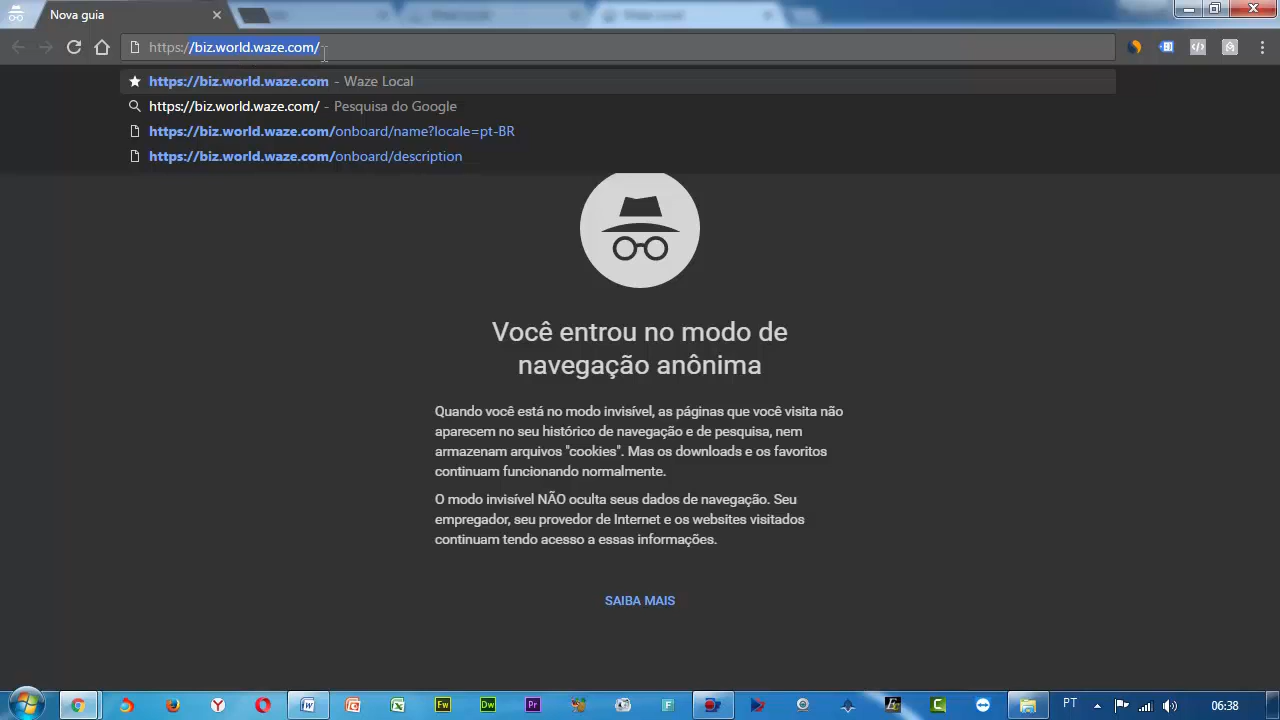 Nova guia
https://biz.world.waze.com/
https://biz.world.waze.com - Waze Local
https://biz.world.waze.com/ - Pesquisa do Google
https://biz.world.waze.com/onboard/name?locale=pt-BR
https://biz.world.waze.com/onboard/description
Você entrou no modo de
navegação anônima
Quando você está no modo invisível, as páginas que você visita não
aparecem no seu histórico de navegação e de pesquisa, nem
armazenam arquivos "cookies". Mas os downloads e os favoritos
continuam funcionando normalmente.
O modo invisível NÃO oculta seus dados de navegação. Seu
empregador, seu provedor de Internet e os websites visitados
continuam tendo acesso a essas informações.
SAIBA MAIS
Fw
Dw
Pr
PT
06:38